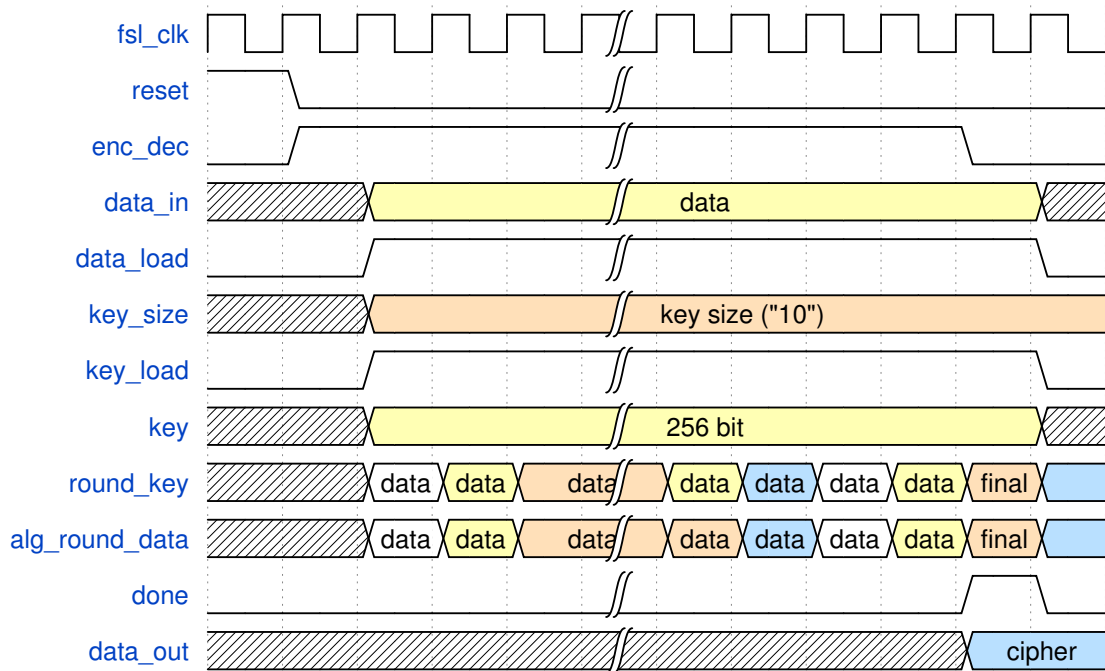 fsl_clk
reset
enc_dec
data_in data
data_load
key_size key size ("10")
key_load
key 256 bit
round_key data data data data data data data final
alg_round_data data data data data data data data final
done
data_out cipher